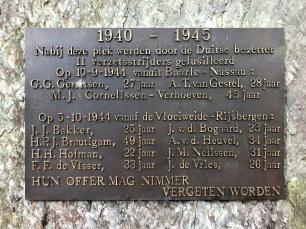 1940 - 1945
Nabij deze plek werden door de Duitse bezetter
11 verzetsstrijders gefusilleerd
Op 10-9-1944 vanuit Baarle-Nassau:
G.G. Gerritsen, 27 jaar A.T. van Gestel, 28 jaar
M.J. Cornelissen - Verhoeven, 45 jaar
Op 5-10-1944 vanaf de Vloeiweide-Rijsbergen:
J.J. Bakker, 25 jaar J. v.d. Bogaard, 23 jaar
H.P.J. Brautigam, 49 jaar A. v.d. Heuvel, 34 jaar
H.H. Hofman, 22 jaar J.M. Nelissen, 31 jaar
F.F. de Visser, 33 jaar J. de Vries, 26 jaar
HUN OFFER MAG NIMMER
VERGETEN WORDEN